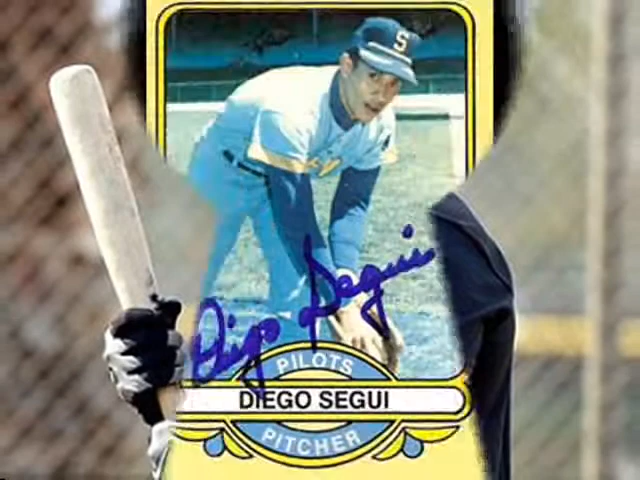 S
Diego Segui
PILOTS
DIEGO SEGUI
PITCHER